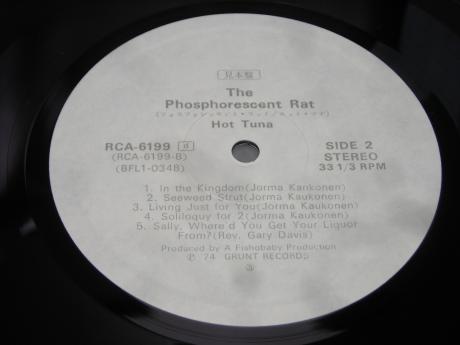 見本盤
The
Phosphorescent Rat
Hot Tuna
RCA-6199
(RCA-6199-B)
(BFL1-0348)
SIDE 2
STEREO
33 1/3 RPM
1. In the Kingdom(Jorma Kankonen)
2. Seeweed Strut(Jorma Kaukonen)
3. Living Just for You(Jorma Kaukonen)
4. Soliloquy for 2(Jorma Kaukonen)
5. Sally, Where'd You Get Your Liquor
From?(Rev. Gary Davis)
Produced by A Fishobaby Production
℗ 74 GRUNT RECORDS